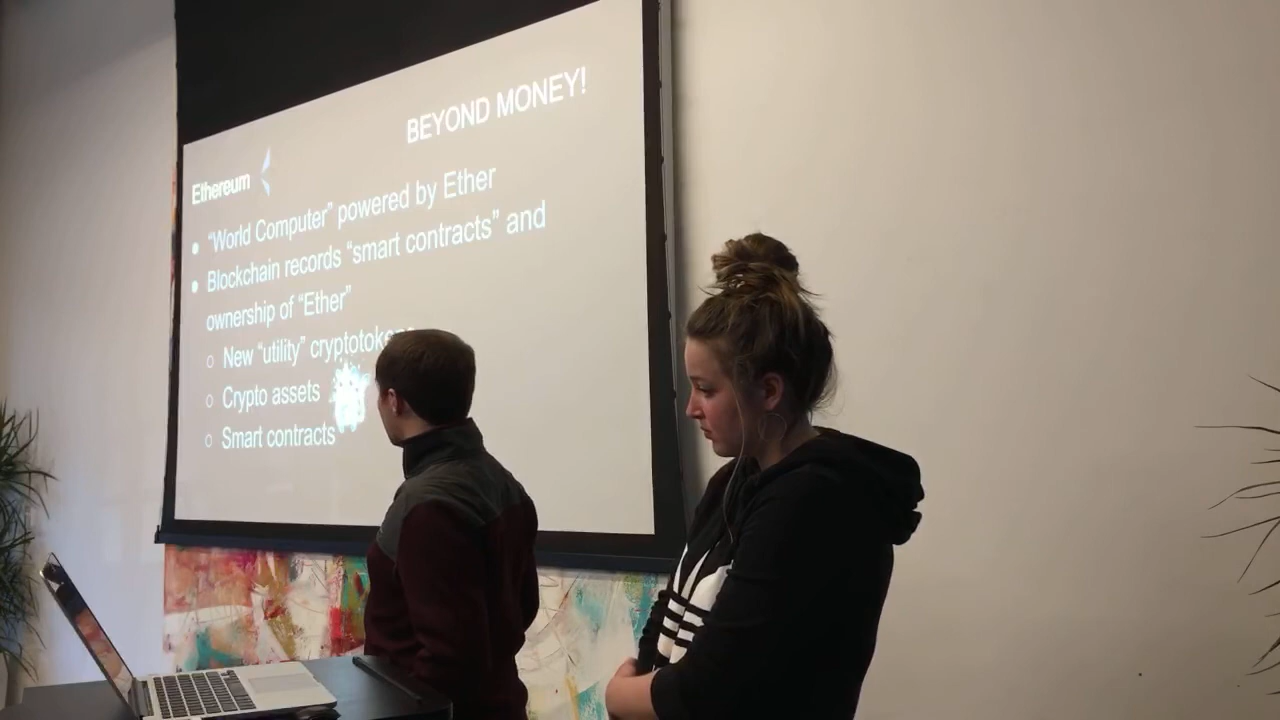 BEYOND MONEY!
Ethereum
● “World Computer” powered by Ether
● Blockchain records “smart contracts” and
ownership of “Ether”
○ New “utility” cryptotokens
○ Crypto assets
○ Smart contracts